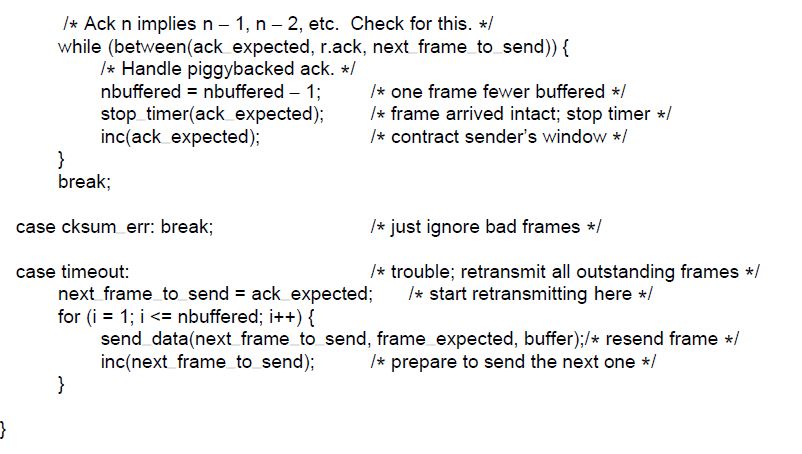 /* Ack n implies n – 1, n – 2, etc. Check for this. */
while (between(ack_expected, r.ack, next_frame_to_send)) {
/* Handle piggybacked ack. */
nbuffered = nbuffered – 1; /* one frame fewer buffered */
stop_timer(ack_expected); /* frame arrived intact; stop timer */
inc(ack_expected); /* contract sender's window */
}
break;
case cksum_err: break; /* just ignore bad frames */
case timeout: /* trouble; retransmit all outstanding frames */
next_frame_to_send = ack_expected; /* start retransmitting here */
for (i = 1; i <= nbuffered; i++) {
send_data(next_frame_to_send, frame_expected, buffer);/* resend frame */
inc(next_frame_to_send); /* prepare to send the next one */
}
}